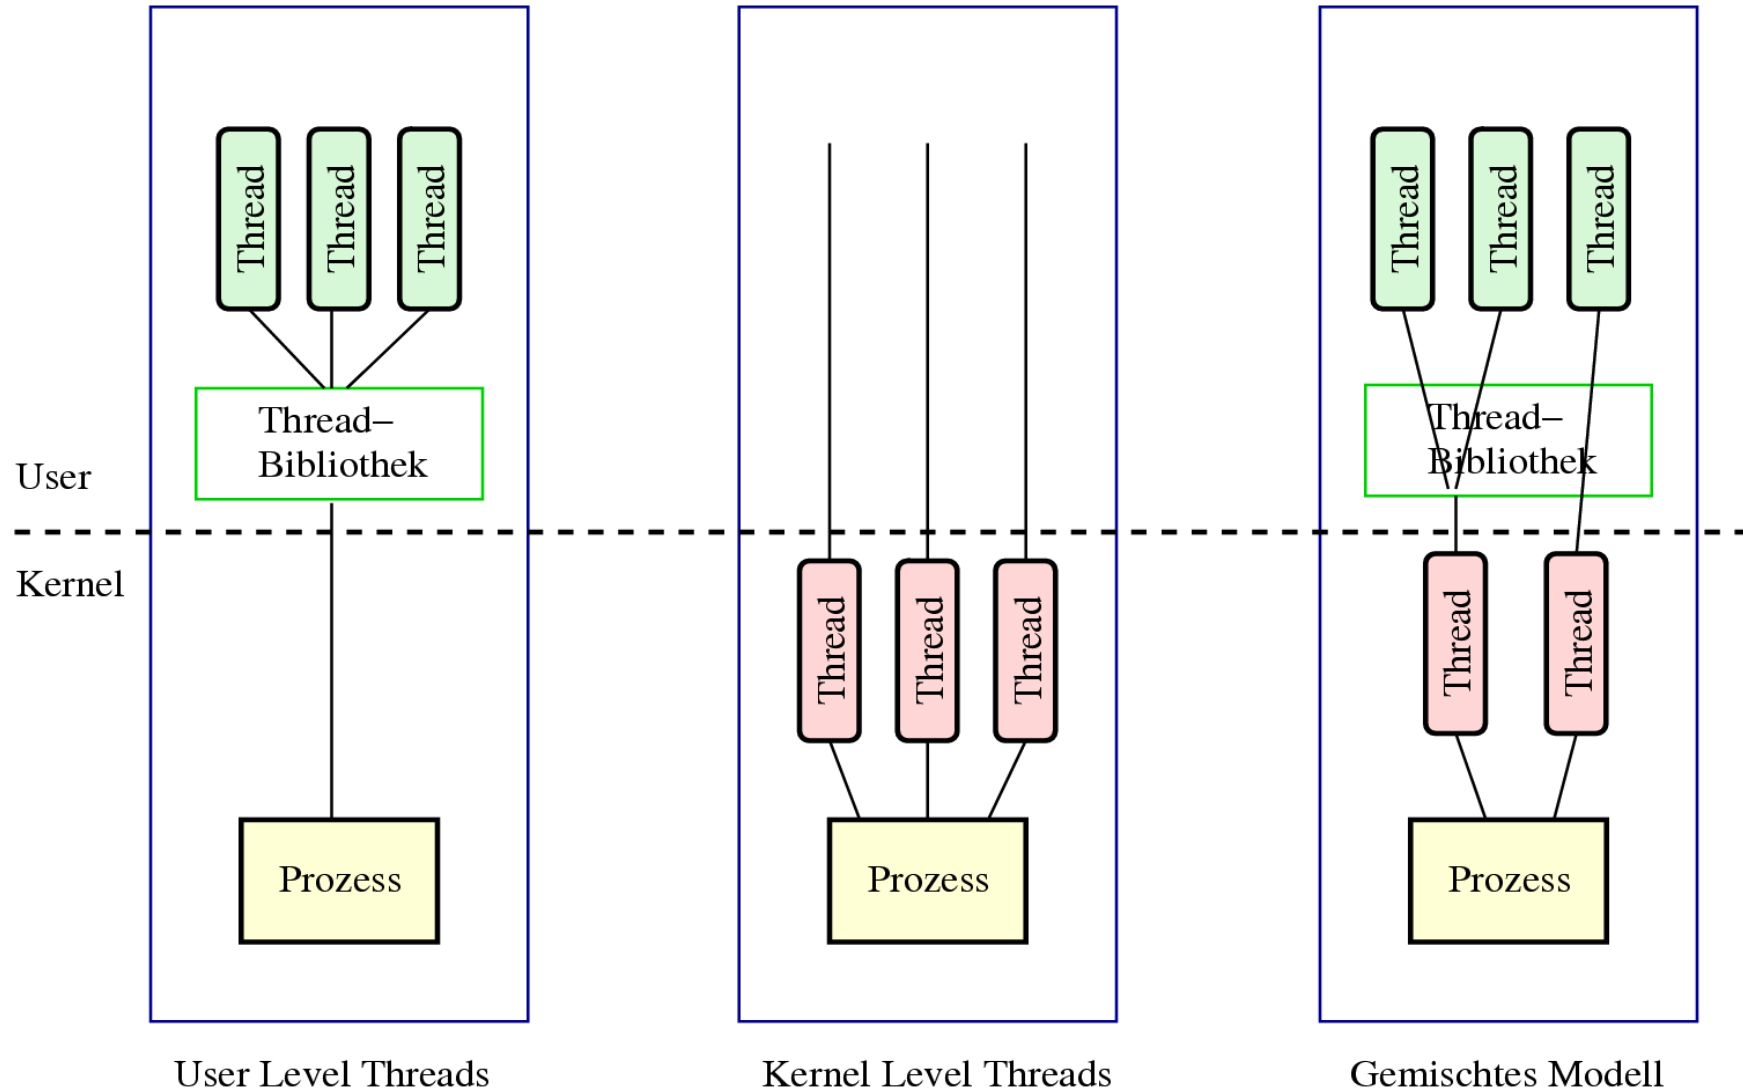 Thread
Thread
Thread
Thread–
Bibliothek
Prozess
User Level Threads
Thread
Thread
Thread
Prozess
Kernel Level Threads
Thread
Thread
Thread
Thread–
Bibliothek
Thread
Thread
Prozess
Gemischtes Modell
User
Kernel